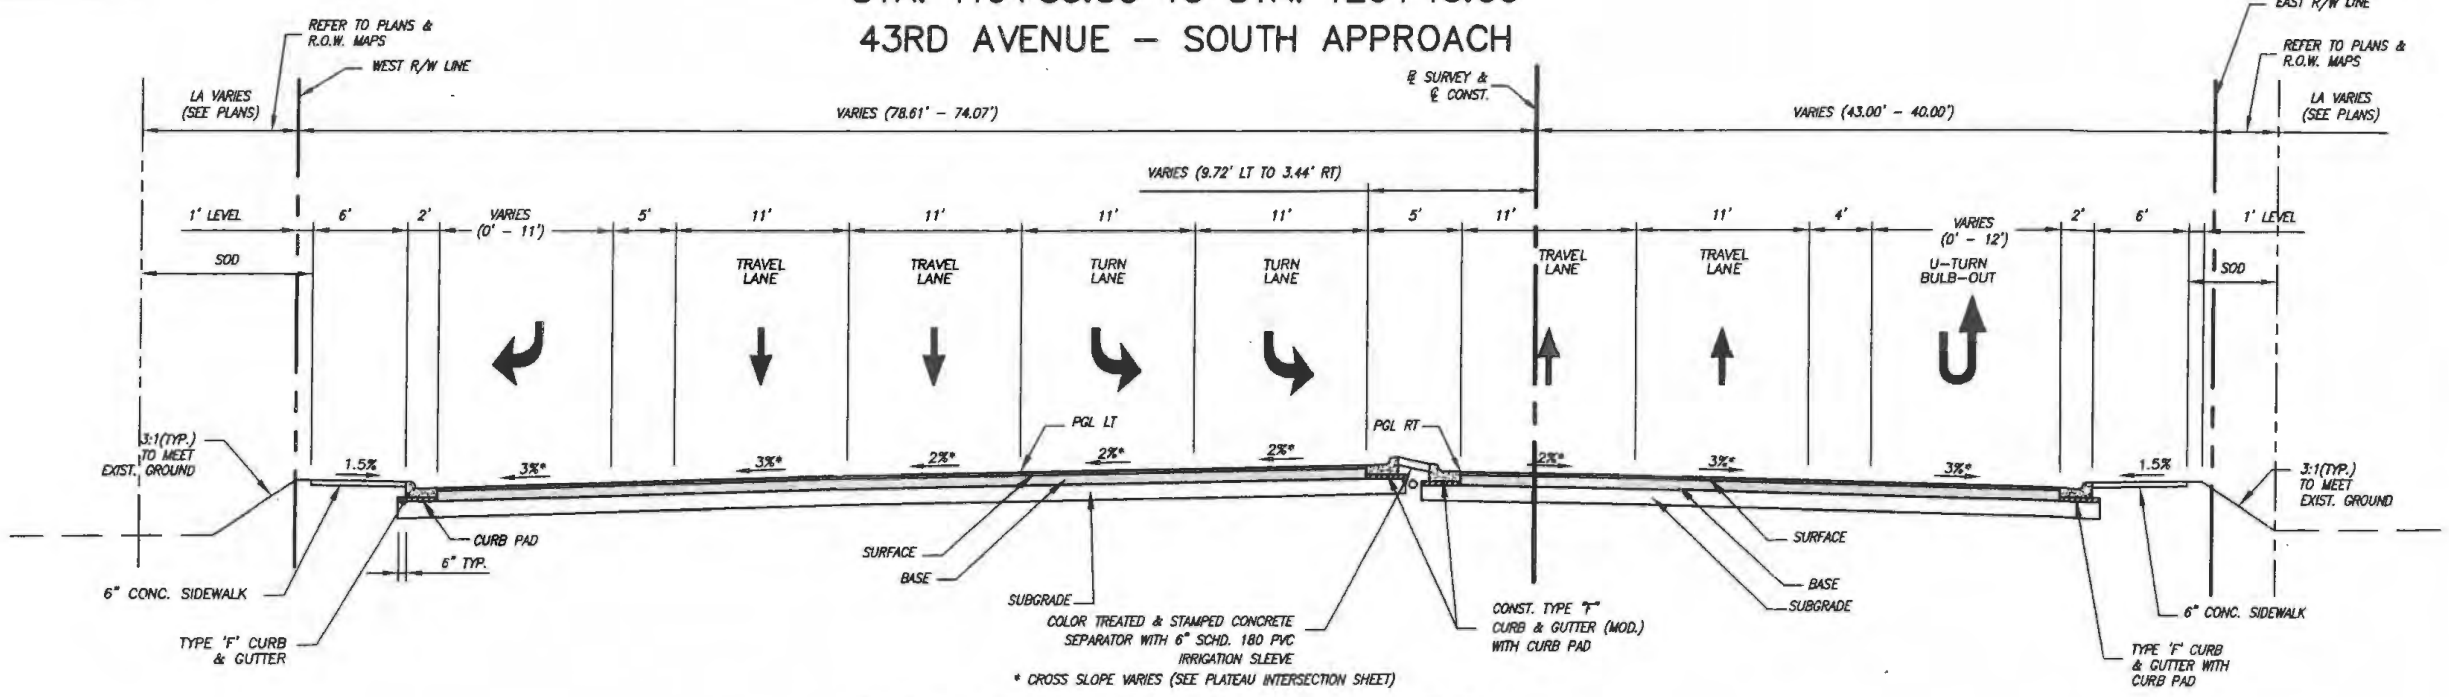 43RD AVENUE – SOUTH APPROACH
REFER TO PLANS &
R.O.W. MAPS
WEST R/W LINE
EAST R/W LINE
REFER TO PLANS &
R.O.W. MAPS
℄ SURVEY &
℄ CONST.
LA VARIES
(SEE PLANS)
VARIES (78.61' - 74.07')
VARIES (43.00' - 40.00')
LA VARIES
(SEE PLANS)
VARIES (9.72' LT TO 3.44' RT)
1' LEVEL
6'
2'
VARIES
(0' - 11')
5'
11'
11'
11'
11'
5'
11'
11'
4'
VARIES
(0' - 12')
2'
6'
1' LEVEL
SOD
TRAVEL
LANE
TRAVEL
LANE
TURN
LANE
TURN
LANE
TRAVEL
LANE
TRAVEL
LANE
U-TURN
BULB-OUT
SOD
PGL LT
PGL RT
3:1(TYP.)
TO MEET
EXIST. GROUND
1.5%
3%*
3%*
2%*
2%*
2%*
2%*
3%*
3%*
1.5%
3:1(TYP.)
TO MEET
EXIST. GROUND
CURB PAD
6" TYP.
6" CONC. SIDEWALK
TYPE 'F' CURB
& GUTTER
SURFACE
BASE
SUBGRADE
COLOR TREATED & STAMPED CONCRETE
SEPARATOR WITH 6" SCHD. 180 PVC
IRRIGATION SLEEVE
* CROSS SLOPE VARIES (SEE PLATEAU INTERSECTION SHEET)
CONST. TYPE "F"
CURB & GUTTER (MOD.)
WITH CURB PAD
SURFACE
BASE
SUBGRADE
6" CONC. SIDEWALK
TYPE 'F' CURB
& GUTTER WITH
CURB PAD